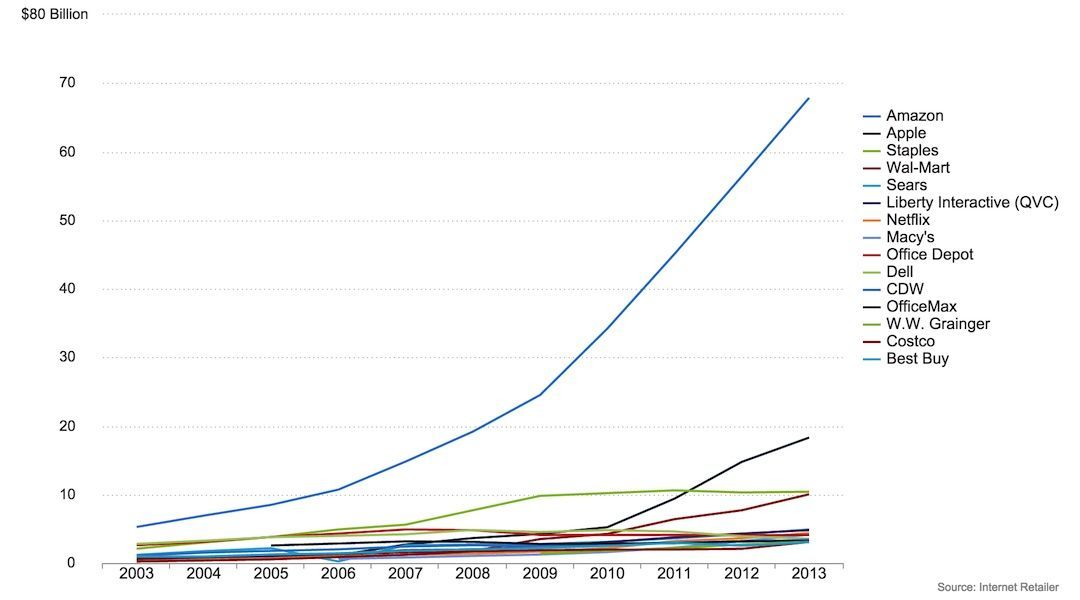 $80 Billion
70
60
50
40
30
20
10
0
2003 2004 2005 2006 2007 2008 2009 2010 2011 2012 2013
Amazon
Apple
Staples
Wal-Mart
Sears
Liberty Interactive (QVC)
Netflix
Macy's
Office Depot
Dell
CDW
OfficeMax
W.W. Grainger
Costco
Best Buy
Source: Internet Retailer